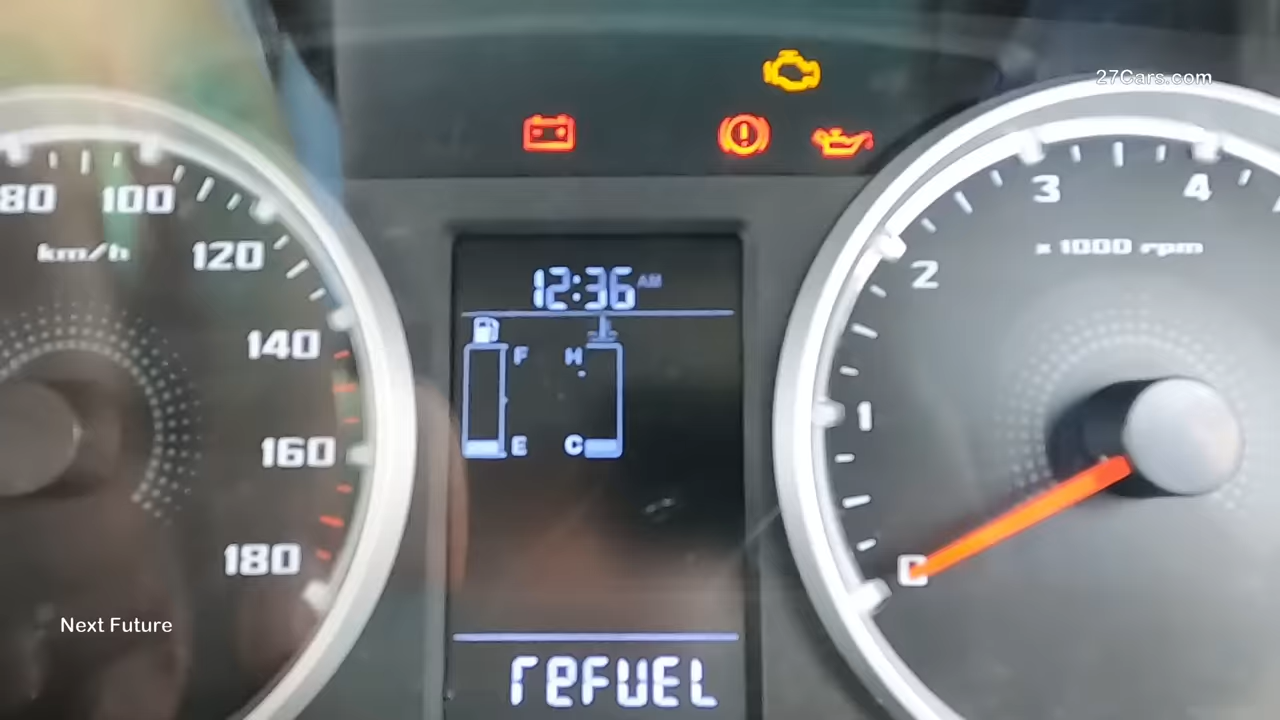 27Cars.com
80 100
km/h
120
140
160
180
12:36 AM
F H
E C
3 4
x 1000 rpm
2
1
0
Next Future
rEFUEL